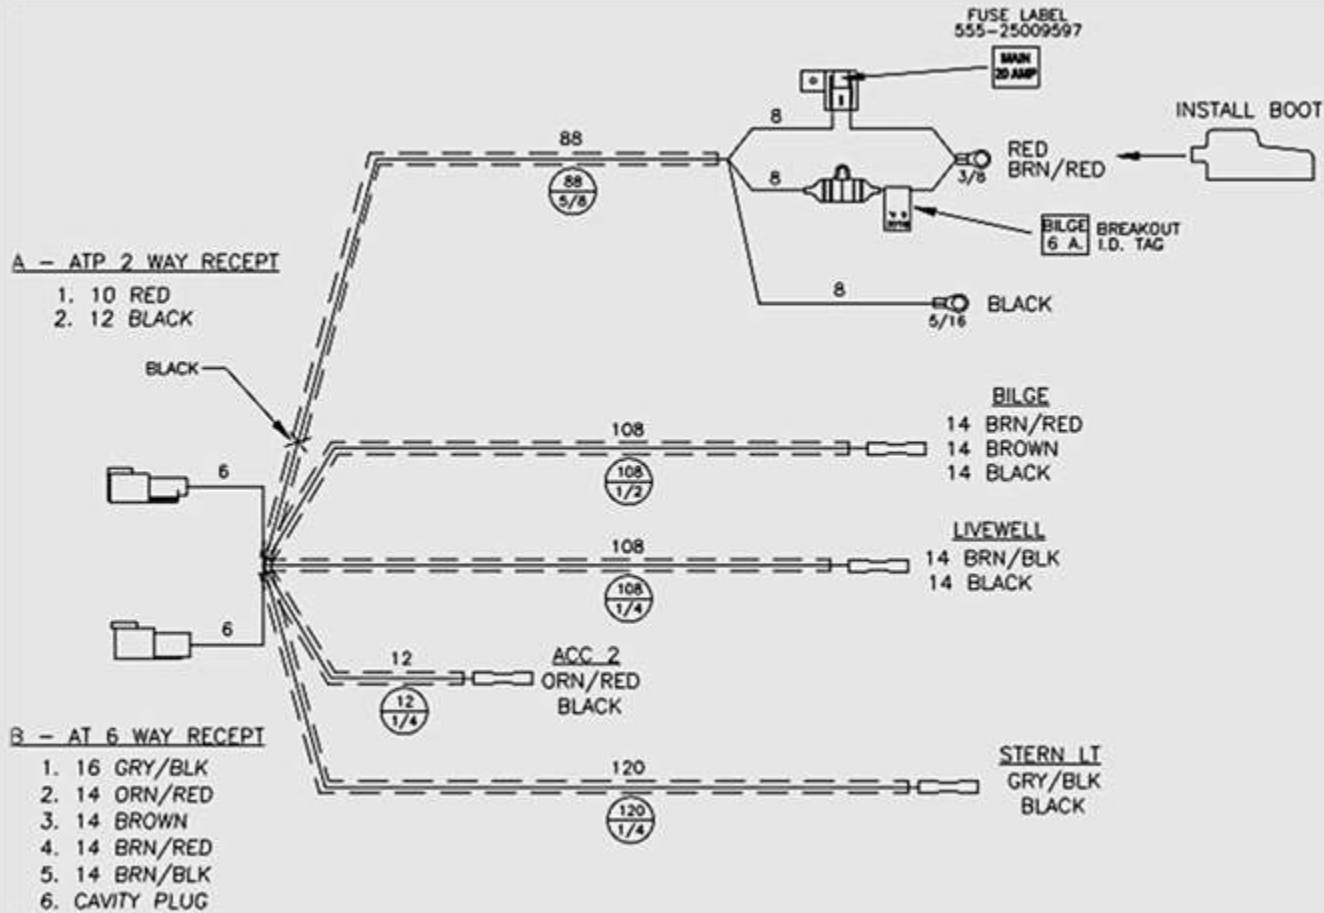 FUSE LABEL
555-25009597
MAIN
20 AMP
INSTALL BOOT
88
8
RED
BRN/RED
3/8
88
5/8
8
BILGE
6 A.
BREAKOUT
I.D. TAG
A - ATP 2 WAY RECEPT
1. 10 RED
2. 12 BLACK
8
BLACK
5/16
BLACK
BILGE
14 BRN/RED
14 BROWN
14 BLACK
108
108
1/2
6
LIVEWELL
14 BRN/BLK
14 BLACK
108
108
1/4
6
ACC 2
ORN/RED
BLACK
12
12
1/4
B - AT 6 WAY RECEPT
1. 16 GRY/BLK
2. 14 ORN/RED
3. 14 BROWN
4. 14 BRN/RED
5. 14 BRN/BLK
6. CAVITY PLUG
STERN LT
GRY/BLK
BLACK
120
120
1/4